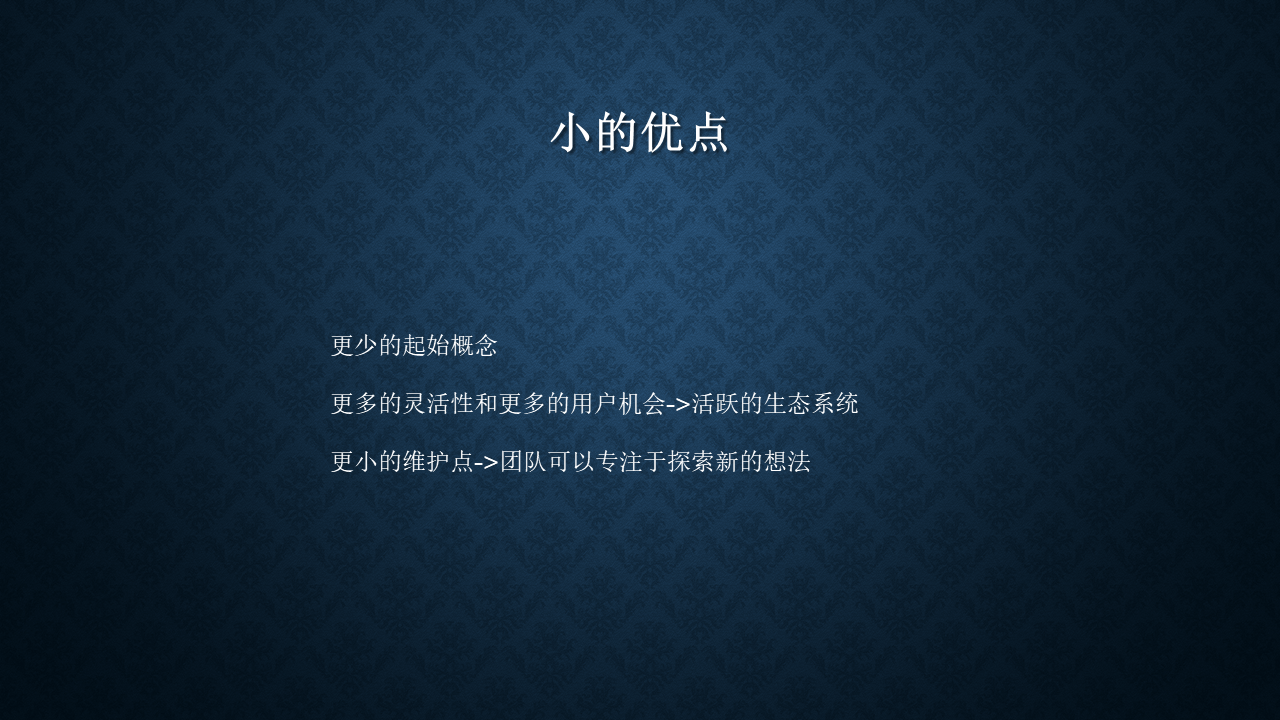 小的优点
更少的起始概念
更多的灵活性和更多的用户机会->活跃的生态系统
更小的维护点->团队可以专注于探索新的想法